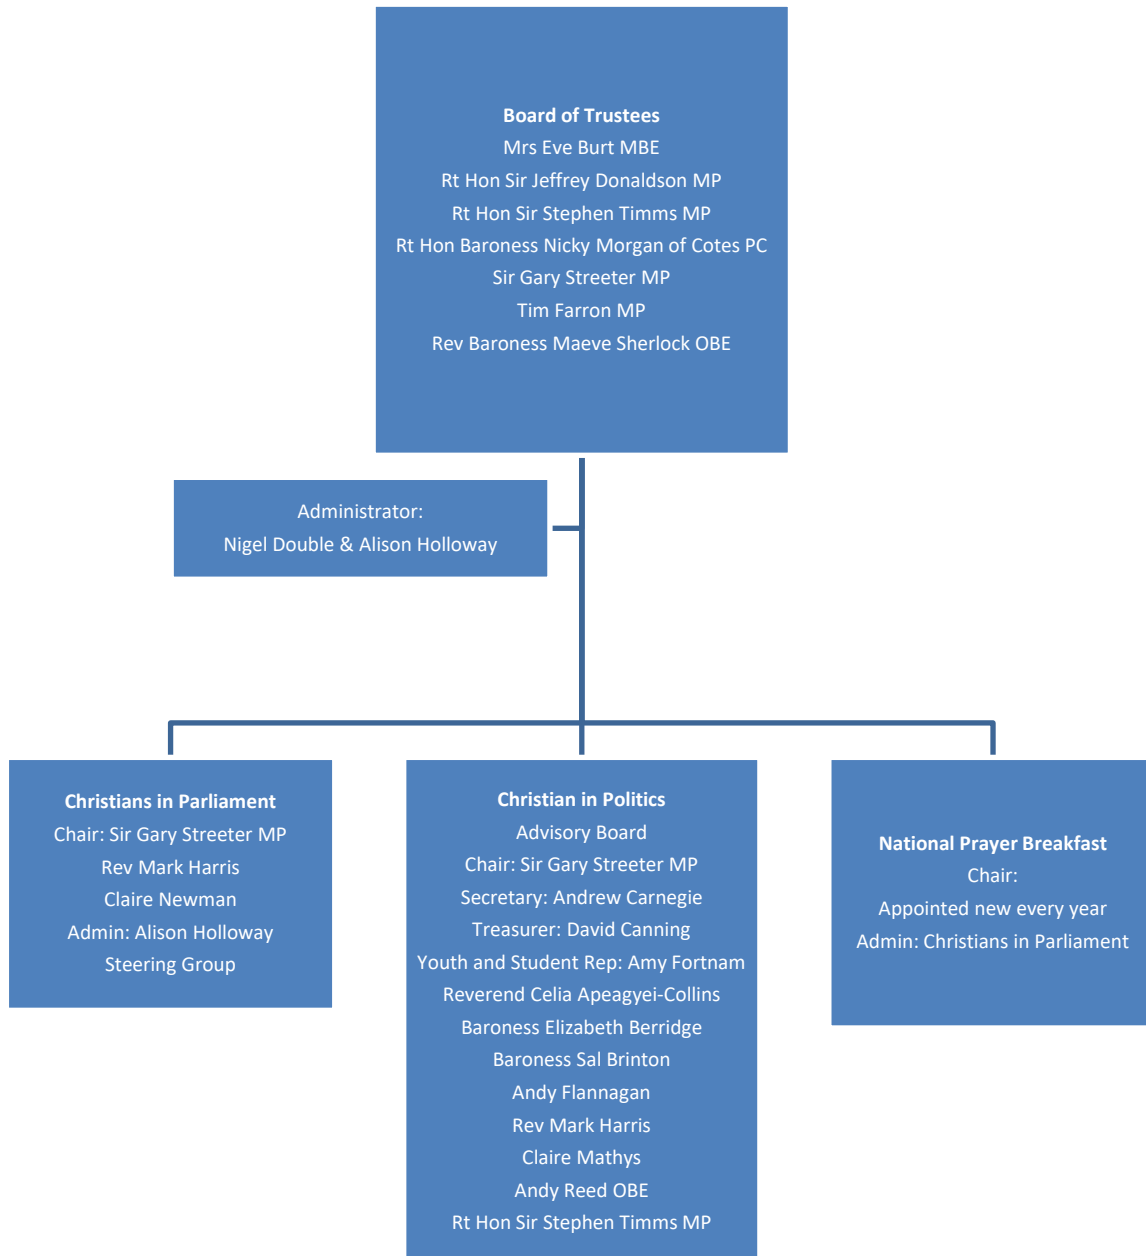 Board of Trustees
Mrs Eve Burt MBE
Rt Hon Sir Jeffrey Donaldson MP
Rt Hon Sir Stephen Timms MP
Rt Hon Baroness Nicky Morgan of Cotes PC
Sir Gary Streeter MP
Tim Farron MP
Rev Baroness Maeve Sherlock OBE
Administrator:
Nigel Double & Alison Holloway
Christians in Parliament
Chair: Sir Gary Streeter MP
Rev Mark Harris
Claire Newman
Admin: Alison Holloway
Steering Group
Christian in Politics
Advisory Board
Chair: Sir Gary Streeter MP
Secretary: Andrew Carnegie
Treasurer: David Canning
Youth and Student Rep: Amy Fortnam
Reverend Celia Apeagyei-Collins
Baroness Elizabeth Berridge
Baroness Sal Brinton
Andy Flannagan
Rev Mark Harris
Claire Mathys
Andy Reed OBE
Rt Hon Sir Stephen Timms MP
National Prayer Breakfast
Chair:
Appointed new every year
Admin: Christians in Parliament